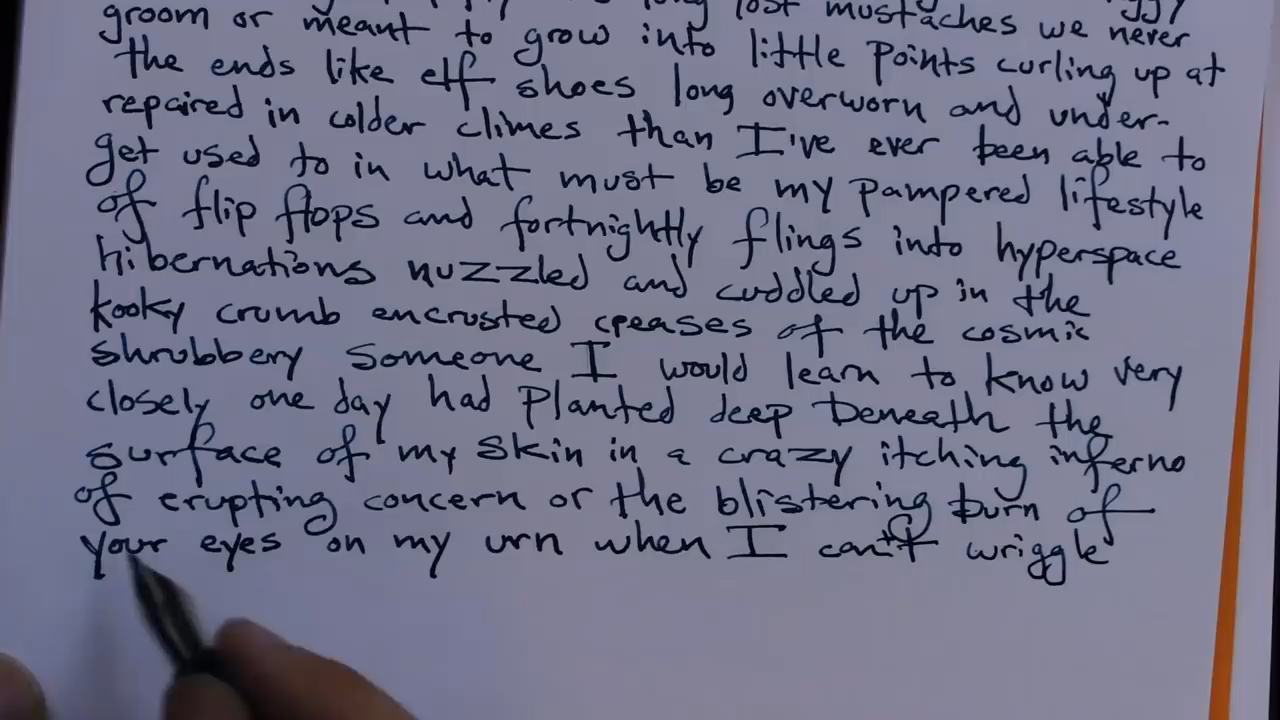 long lost mustaches we never
groom or meant to grow into little points curling up at
the ends like elf shoes long overworn and under-
repaired in colder climes than I've ever been able to
get used to in what must be my pampered lifestyle
of flip flops and fortnightly flings into hyperspace
hibernations nuzzled and cuddled up in the
kooky crumb encrusted creases of the cosmic
shrubbery someone I would learn to know very
closely one day had planted deep beneath the
surface of my skin in a crazy itching inferno
of erupting concern or the blistering burn of
your eyes on my urn when I can't wriggle